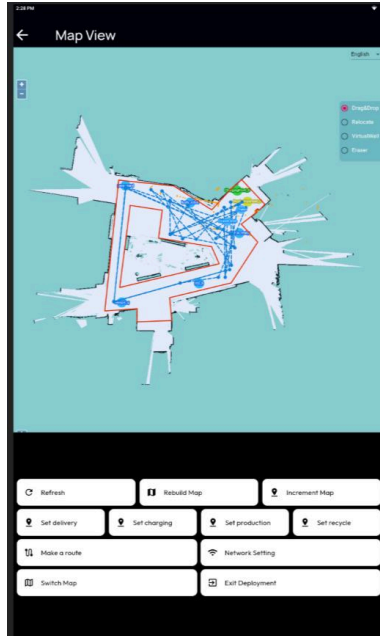 2:28 PM
Map View
English
+
−
Drag&Drop
Relocate
VirtualWall
Eraser
Refresh
Rebuild Map
Increment Map
Set delivery
Set charging
Set production
Set recycle
Make a route
Network Setting
Switch Map
Exit Deployment